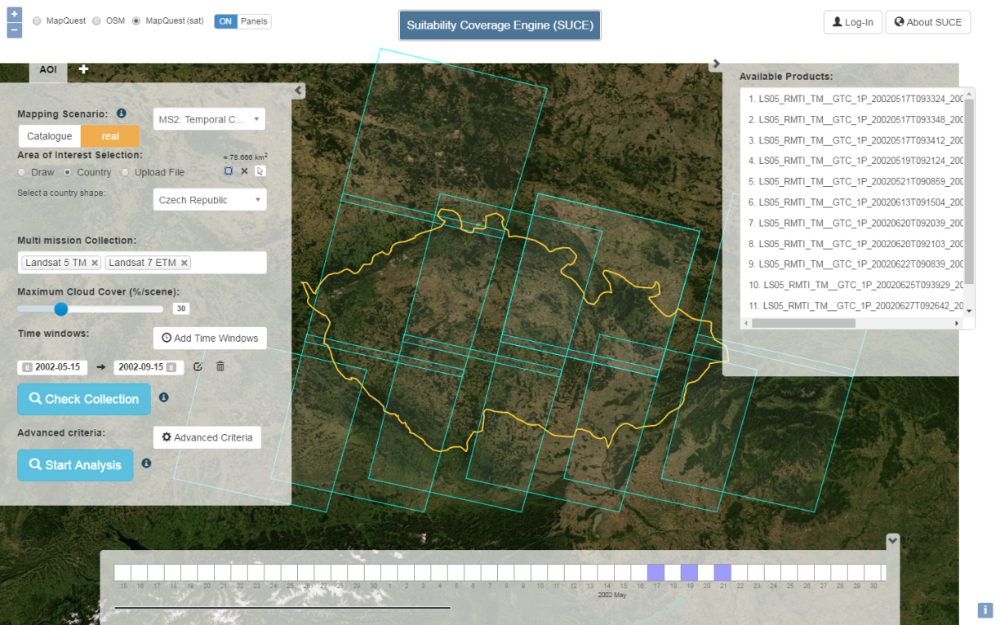 +
−
MapQuest OSM MapQuest (sat) ON Panels
Suitability Coverage Engine (SUCE)
Log-In About SUCE
AOI
Mapping Scenario:
MS2: Temporal C...
Catalogue real
Area of Interest Selection:
≈ 78.666 km²
Draw Country Upload File
Select a country shape:
Czech Republic
Multi mission Collection:
Landsat 5 TM × Landsat 7 ETM ×
Maximum Cloud Cover (%/scene):
30
Time windows:
Add Time Windows
0 2002-05-15 → 2002-09-15 0
Check Collection
Advanced criteria:
Advanced Criteria
Start Analysis
Available Products:
1. LS05_RMTI_TM__GTC_1P_20020517T093324_200
2. LS05_RMTI_TM__GTC_1P_20020517T093348_200
3. LS05_RMTI_TM__GTC_1P_20020517T093412_200
4. LS05_RMTI_TM__GTC_1P_20020519T092124_200
5. LS05_RMTI_TM__GTC_1P_20020521T090859_200
6. LS05_RMTI_TM__GTC_1P_20020613T091504_200
7. LS05_RMTI_TM__GTC_1P_20020620T092039_200
8. LS05_RMTI_TM__GTC_1P_20020620T092103_200
9. LS05_RMTI_TM__GTC_1P_20020622T090839_200
10. LS05_RMTI_TM__GTC_1P_20020625T093929_20
11. LS05_RMTI_TM__GTC_1P_20020627T092642_20
15 16 17 18 19 20 21 22 23 24 25 26 27 28 29 30 1 2 3 4 5 6 7 8 9 10 11 12 13 14 15 16 17 18 19 20 21 22 23 24 25 26 27 28 29 30
2002 May
i